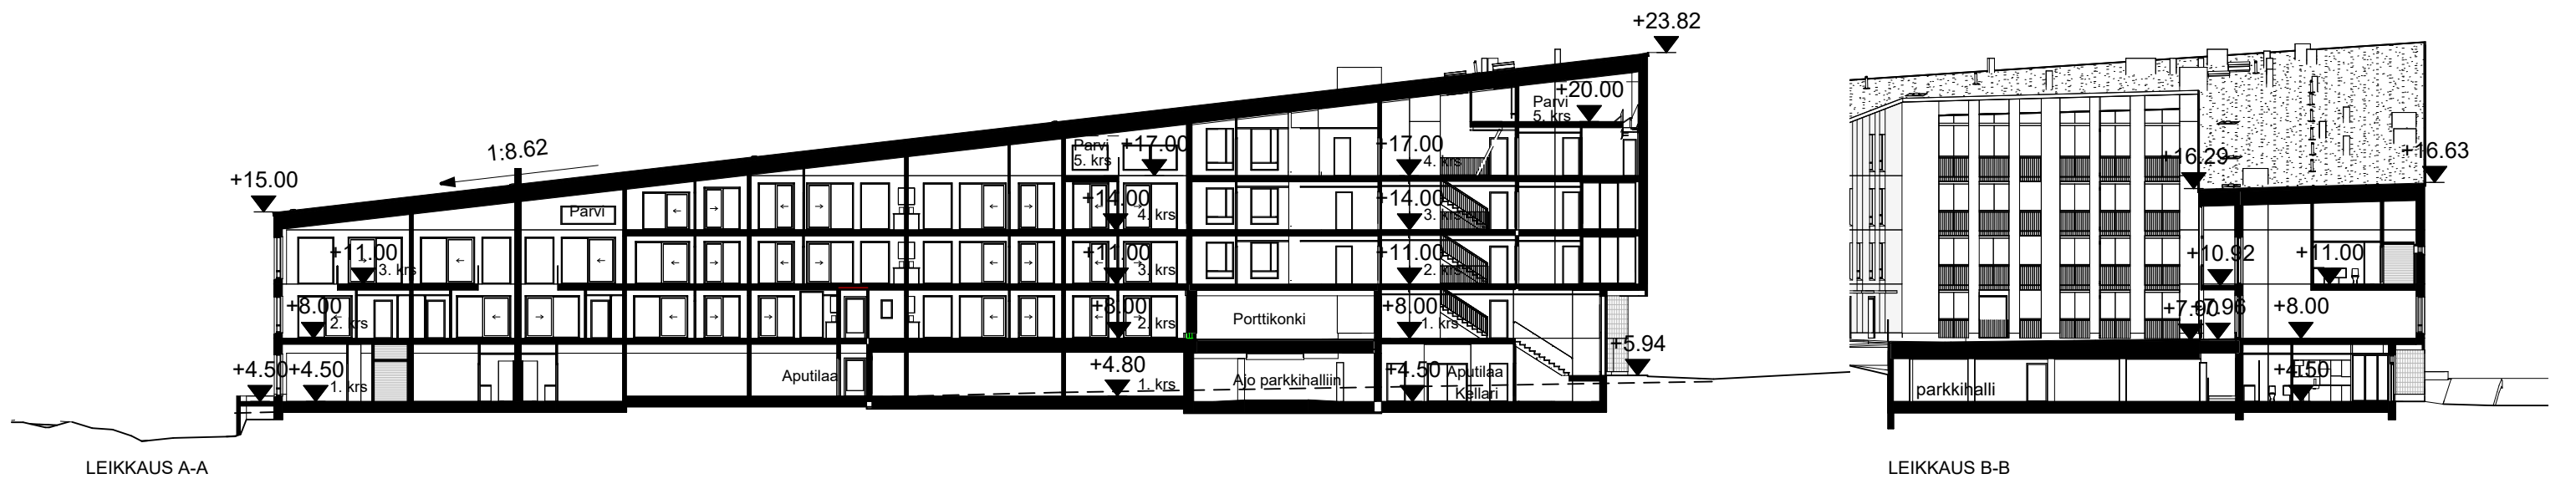 +23.82
1:8.62
+15.00
Parvi
Parvi
5. krs
+17.00
+17.00
4. krs
Parvi
5. krs
+20.00
+14.00
4. krs
+14.00
3. krs
+11.00
3. krs
+11.00
3. krs
+11.00
2. krs
+8.00
2. krs
+8.00
2. krs
Porttikonki
+8.00
1. krs
+5.94
+4.50
+4.50
1. krs
Aputilaa
+4.80
1. krs
Ajo parkkihalliin
+4.50
Aputilaa
Kellari
LEIKKAUS A-A
+16.29
+16.63
+10.92
+11.00
+7.90
+7.96
+8.00
+4.50
parkkihalli
LEIKKAUS B-B